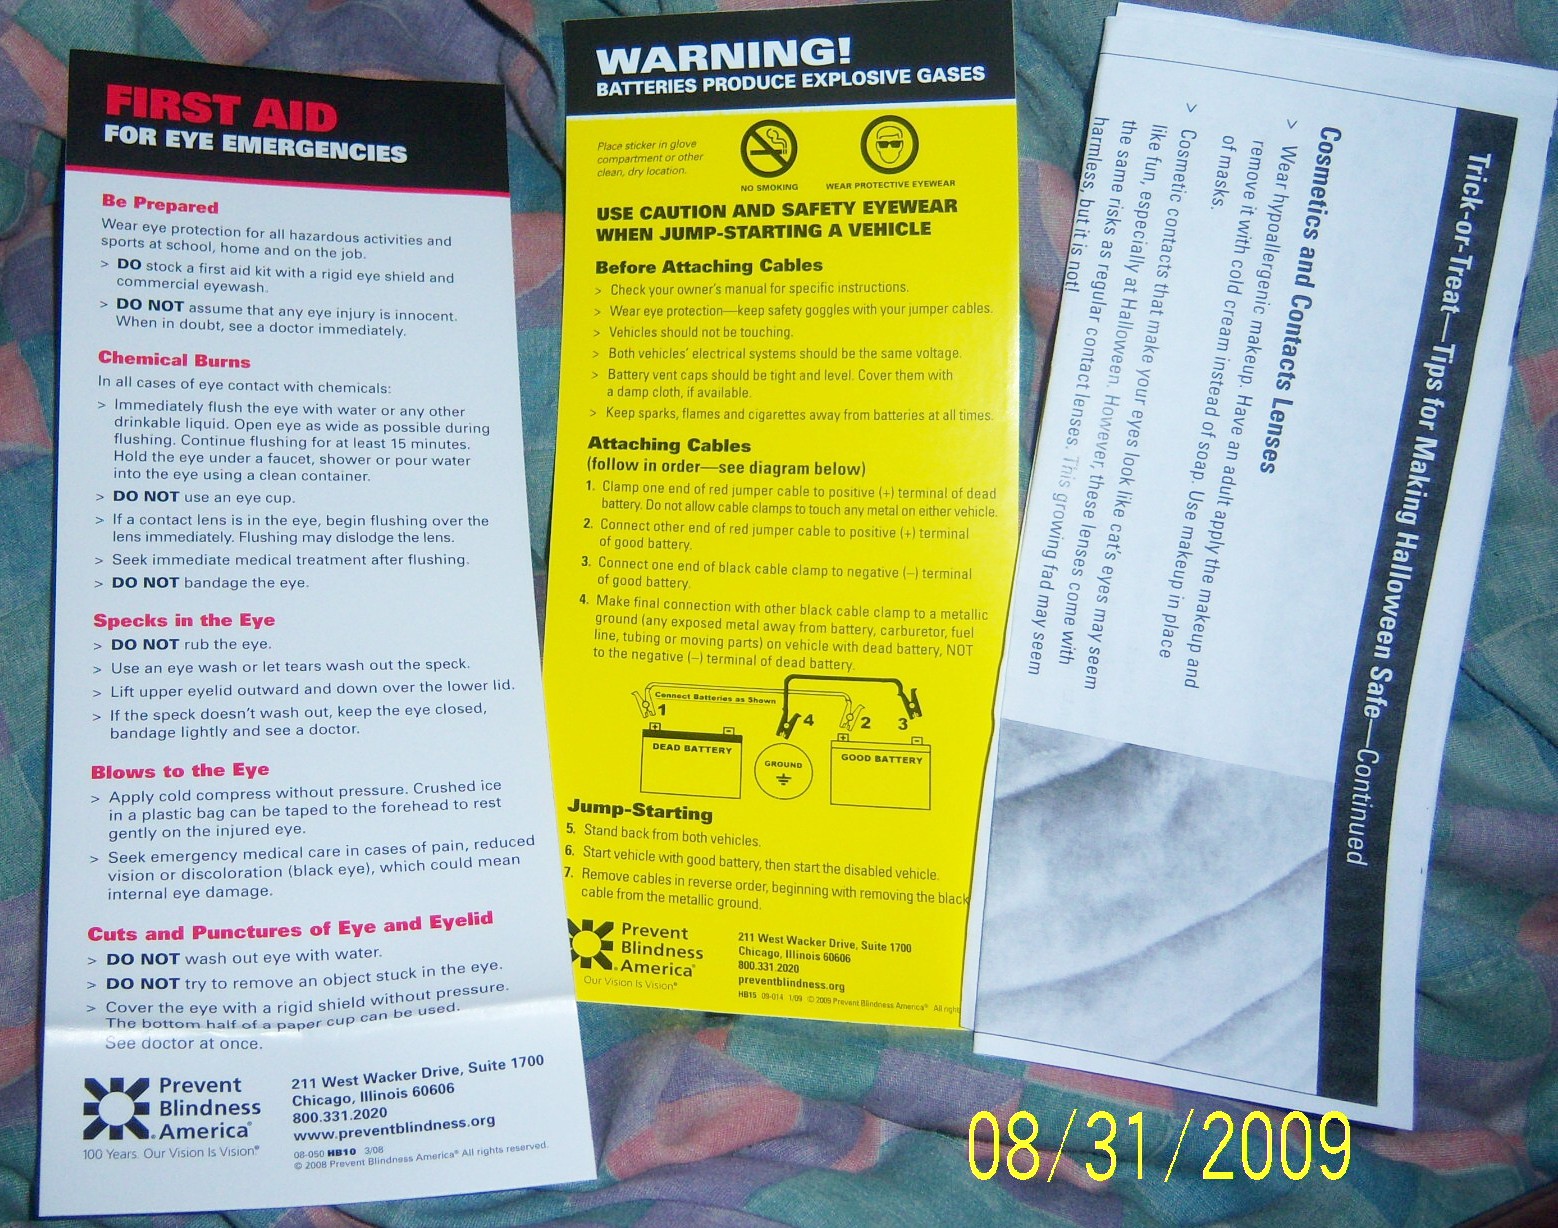 FIRST AID
FOR EYE EMERGENCIES
Be Prepared
Wear eye protection for all hazardous activities and
sports at school, home and on the job.
> DO stock a first aid kit with a rigid eye shield and
commercial eyewash.
> DO NOT assume that any eye injury is innocent.
When in doubt, see a doctor immediately.
Chemical Burns
In all cases of eye contact with chemicals:
> Immediately flush the eye with water or any other
drinkable liquid. Open eye as wide as possible during
flushing. Continue flushing for at least 15 minutes.
Hold the eye under a faucet, shower or pour water
into the eye using a clean container.
> DO NOT use an eye cup.
> If a contact lens is in the eye, begin flushing over the
lens immediately. Flushing may dislodge the lens.
> Seek immediate medical treatment after flushing.
> DO NOT bandage the eye.
Specks in the Eye
> DO NOT rub the eye.
> Use an eye wash or let tears wash out the speck.
> Lift upper eyelid outward and down over the lower lid.
> If the speck doesn't wash out, keep the eye closed,
bandage lightly and see a doctor.
Blows to the Eye
> Apply cold compress without pressure. Crushed ice
in a plastic bag can be taped to the forehead to rest
gently on the injured eye.
> Seek emergency medical care in cases of pain, reduced
vision or discoloration (black eye), which could mean
internal eye damage.
Cuts and Punctures of Eye and Eyelid
> DO NOT wash out eye with water.
> DO NOT try to remove an object stuck in the eye.
> Cover the eye with a rigid shield without pressure.
The bottom half of a paper cup can be used.
See doctor at once.
Prevent
Blindness
America®
100 Years. Our Vision Is Vision®
211 West Wacker Drive, Suite 1700
Chicago, Illinois 60606
800.331.2020
www.preventblindness.org
08-050 HB10 3/08
© 2008 Prevent Blindness America® All rights reserved.
WARNING!
BATTERIES PRODUCE EXPLOSIVE GASES
Place sticker in glove
compartment or other
clean, dry location.
NO SMOKING
WEAR PROTECTIVE EYEWEAR
USE CAUTION AND SAFETY EYEWEAR
WHEN JUMP-STARTING A VEHICLE
Before Attaching Cables
> Check your owner's manual for specific instructions.
> Wear eye protection—keep safety goggles with your jumper cables.
> Vehicles should not be touching.
> Both vehicles' electrical systems should be the same voltage.
> Battery vent caps should be tight and level. Cover them with
a damp cloth, if available.
> Keep sparks, flames and cigarettes away from batteries at all times.
Attaching Cables
(follow in order—see diagram below)
1. Clamp one end of red jumper cable to positive (+) terminal of dead
battery. Do not allow cable clamps to touch any metal on either vehicle.
2. Connect other end of red jumper cable to positive (+) terminal
of good battery.
3. Connect one end of black cable clamp to negative (–) terminal
of good battery.
4. Make final connection with other black cable clamp to a metallic
ground (any exposed metal away from battery, carburetor, fuel
line, tubing or moving parts) on vehicle with dead battery, NOT
to the negative (–) terminal of dead battery.
Connect Batteries as Shown
1
4
2
3
+
–
+
–
DEAD BATTERY
GROUND
GOOD BATTERY
Jump-Starting
5. Stand back from both vehicles.
6. Start vehicle with good battery, then start the disabled vehicle.
7. Remove cables in reverse order, beginning with removing the black
cable from the metallic ground.
Prevent
Blindness
America®
Our Vision Is Vision®
211 West Wacker Drive, Suite 1700
Chicago, Illinois 60606
800.331.2020
preventblindness.org
HB15 09-014 1/09 © 2009 Prevent Blindness America® All right
Trick-or-Treat—Tips for Making Halloween Safe—Continued
Cosmetics and Contacts Lenses
> Wear hypoallergenic makeup. Have an adult apply the makeup and
remove it with cold cream instead of soap. Use makeup in place
of masks.
> Cosmetic contacts that make your eyes look like cat's eyes may seem
like fun, especially at Halloween. However, these lenses come with
the same risks as regular contact lenses. This growing fad may seem
harmless, but it is not!
08/31/2009